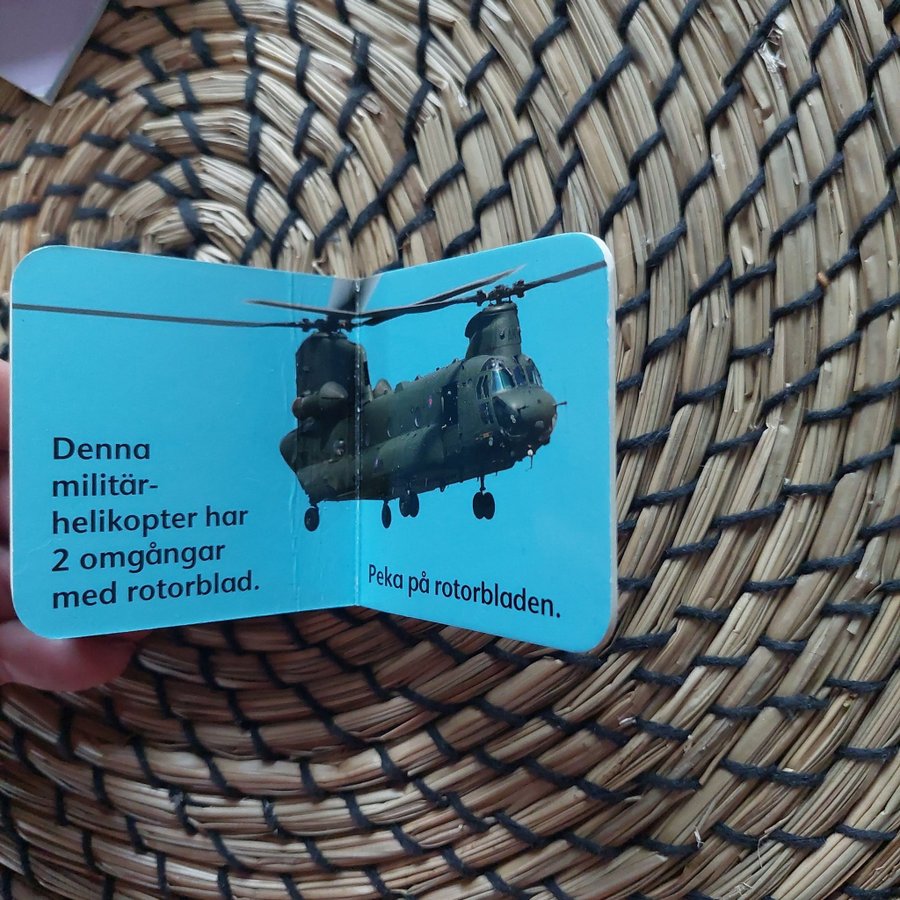 Denna
militär-
helikopter har
2 omgångar
med rotorblad.
Peka på rotorbladen.